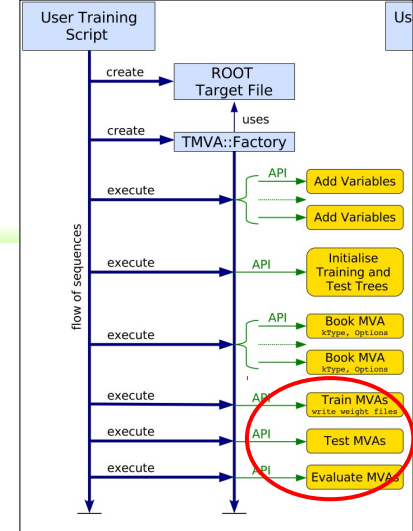 User Training
Script
Us
create
ROOT
Target File
uses
create
TMVA::Factory
execute
API
Add Variables
Add Variables
flow of sequences
execute
API
Initialise
Training and
Test Trees
execute
API
Book MVA
kType, Options
Book MVA
kType, Options
execute
API
Train MVAs
write weight files
execute
API
Test MVAs
execute
API
Evaluate MVAs